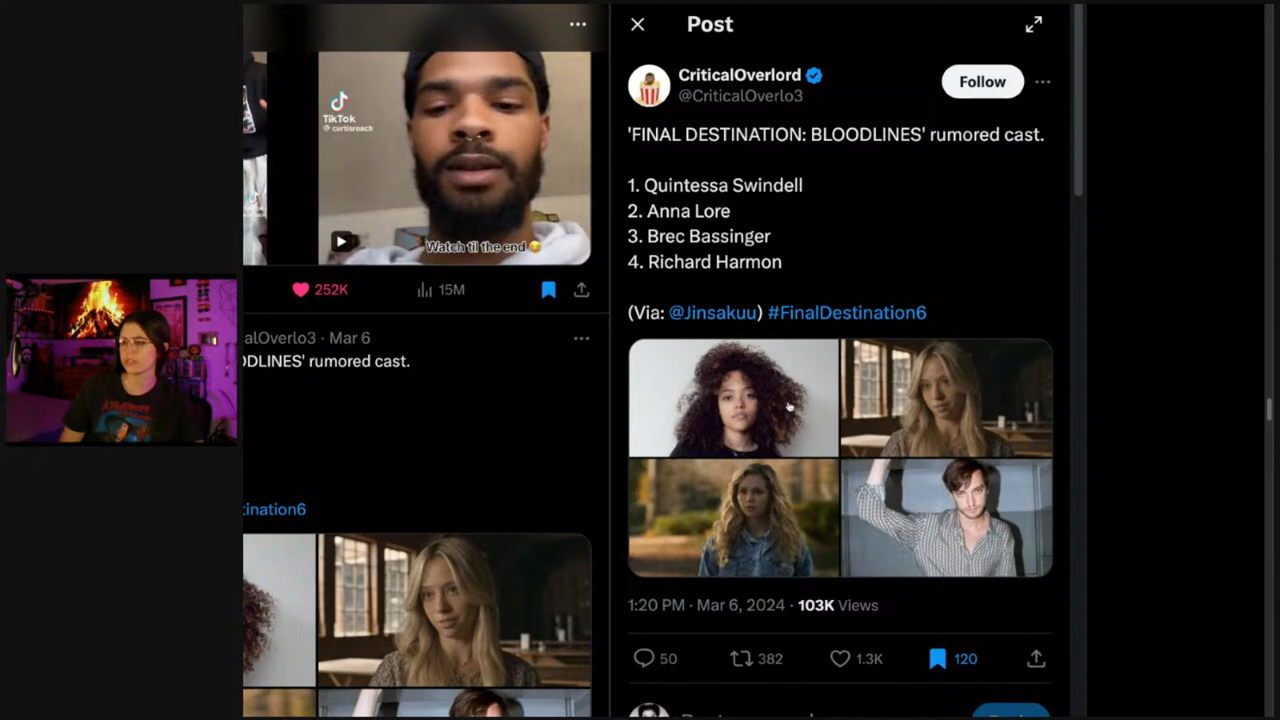 TikTok
@curtisroach
Watch til the end 😂
252K
15M
alOverlo3 · Mar 6
ODLINES' rumored cast.
tination6
Post
CriticalOverlord
Follow
@CriticalOverlo3
'FINAL DESTINATION: BLOODLINES' rumored cast.
1. Quintessa Swindell
2. Anna Lore
3. Brec Bassinger
4. Richard Harmon
(Via: @Jinsakuu) #FinalDestination6
1:20 PM · Mar 6, 2024 · 103K Views
50
382
1.3K
120